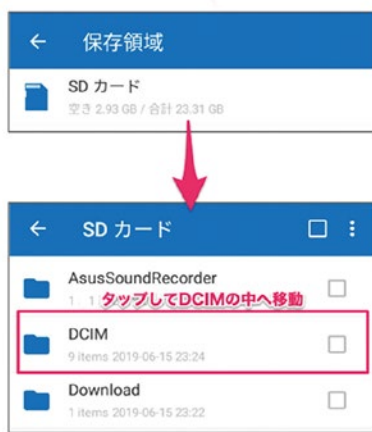 保存領域
SD カード
空き 2.93 GB / 合計 23.31 GB
SD カード
AsusSoundRecorder
タップしてDCIMの中へ移動
DCIM
9 items 2019-06-15 23:24
Download
1 items 2019-06-15 23:22